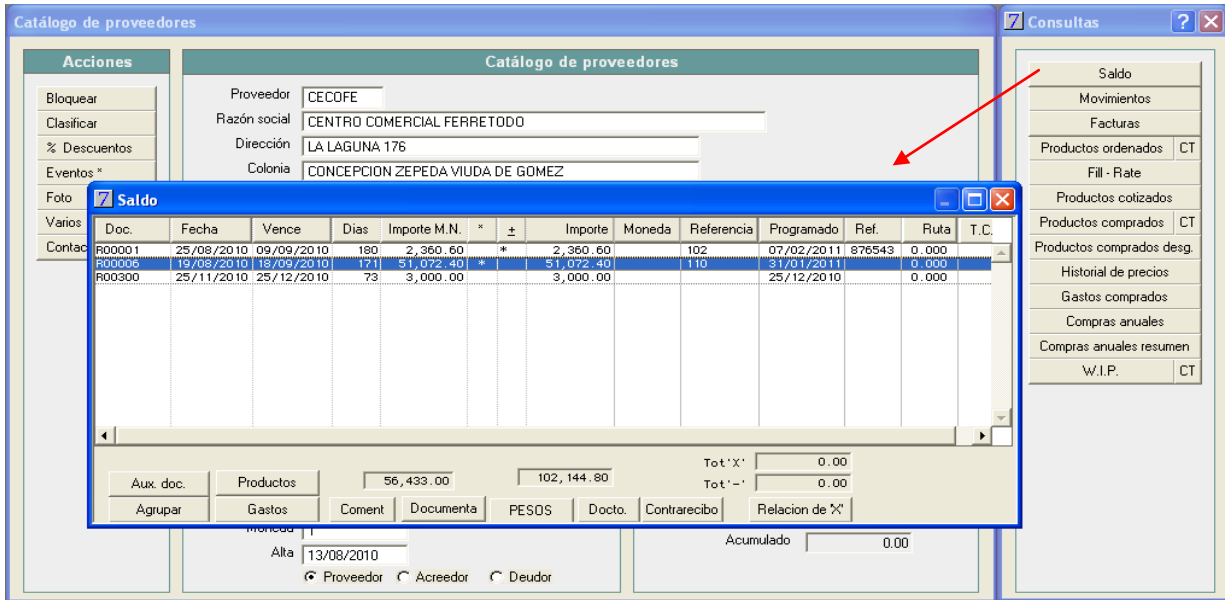 Catálogo de proveedores
Acciones
Bloquear
Clasificar
% Descuentos
Eventos *
Foto
Varios
Contac
Catálogo de proveedores
Proveedor CECOFE
Razón social CENTRO COMERCIAL FERRETODO
Dirección LA LAGUNA 176
Colonia CONCEPCION ZEPEDA VIUDA DE GOMEZ
7 Saldo
Doc. Fecha Vence Dias Importe M.N. * ± Importe Moneda Referencia Programado Ref. Ruta T.C.
R00001 25/08/2010 09/09/2010 180 2,360.60 * 2,360.60 102 07/02/2011 876543 0.000
R00006 19/08/2010 18/09/2010 171 51,072.40 * 51,072.40 110 31/01/2011 0.000
R00300 25/11/2010 25/12/2010 73 3,000.00 3,000.00 25/12/2010 0.000
Tot'X' 0.00
Aux. doc. Productos 56,433.00 102,144.80 Tot'-' 0.00
Agrupar Gastos Coment Documenta PESOS Docto. Contrarecibo Relacion de 'X'
Moneda 1
Alta 13/08/2010
Proveedor Acreedor Deudor
Acumulado 0.00
7 Consultas ?
Saldo
Movimientos
Facturas
Productos ordenados CT
Fill - Rate
Productos cotizados
Productos comprados CT
Productos comprados desg.
Historial de precios
Gastos comprados
Compras anuales
Compras anuales resumen
W.I.P. CT